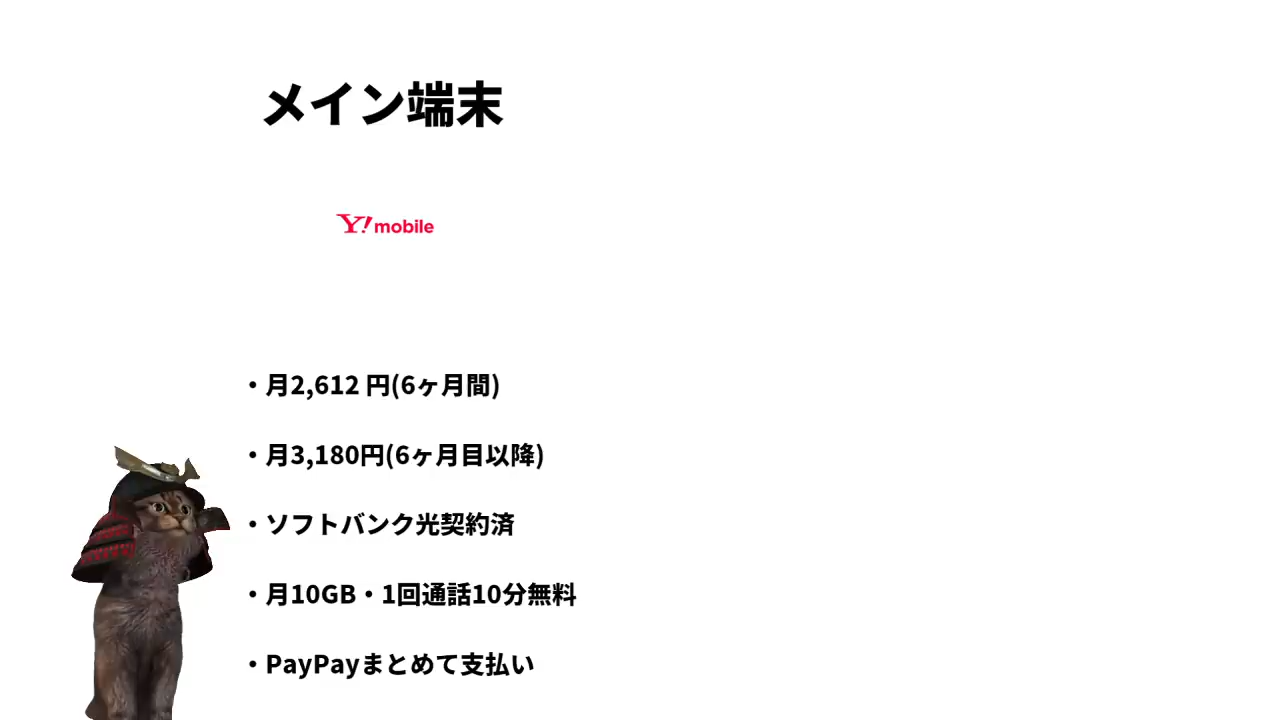 メイン端末
Y!mobile
・月2,612 円(6ヶ月間)
・月3,180円(6ヶ月目以降)
・ソフトバンク光契約済
・月10GB・1回通話10分無料
・PayPayまとめて支払い